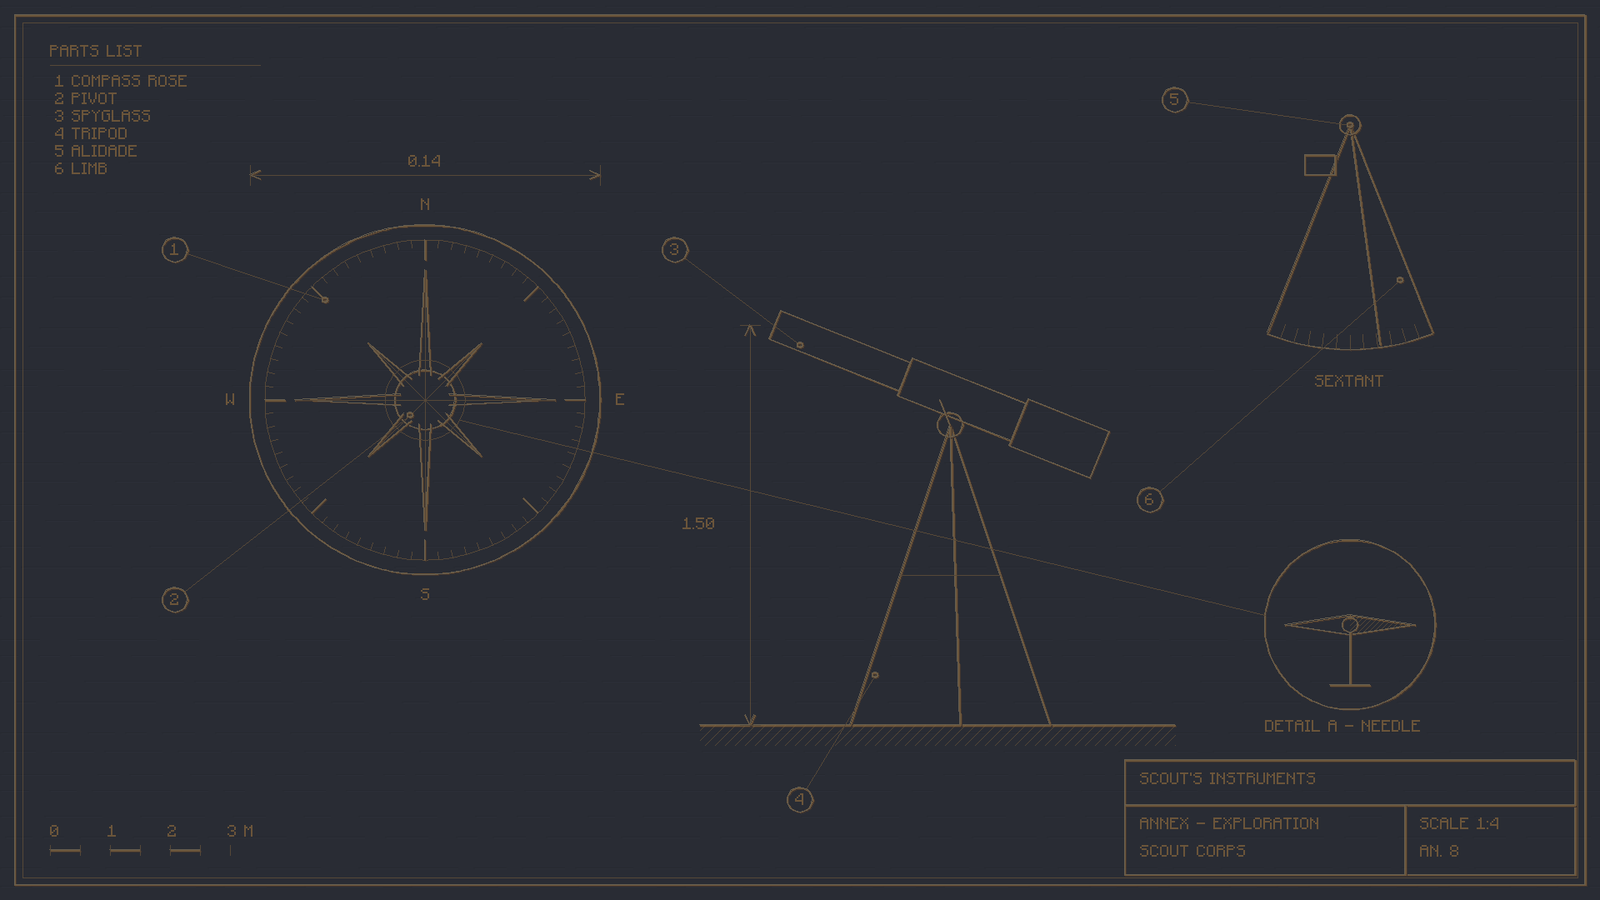 PARTS LIST
1 COMPASS ROSE
2 PIVOT
3 SPYGLASS
4 TRIPOD
5 ALIDADE
6 LIMB
0.14
N
W
E
S
1
2
3
4
5
6
1.50
SEXTANT
DETAIL A - NEEDLE
0 1 2 3 M
SCOUT'S INSTRUMENTS
ANNEX - EXPLORATION
SCOUT CORPS
SCALE 1:4
AN. 8